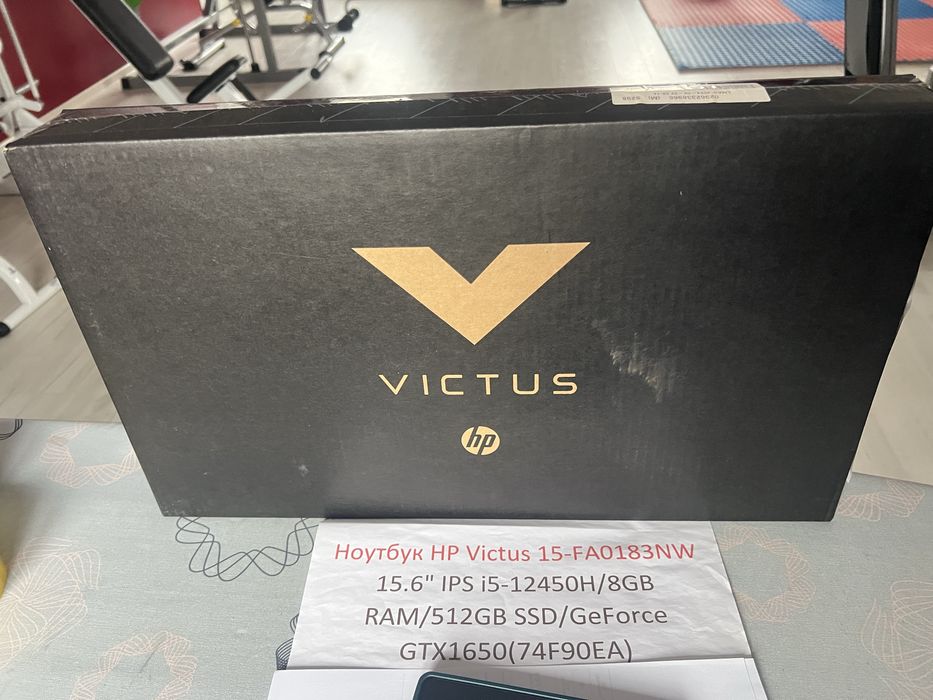 VICTUS
hp
Ноутбук HP Victus 15-FA0183NW
15.6" IPS i5-12450H/8GB
RAM/512GB SSD/GeForce
GTX1650(74F90EA)